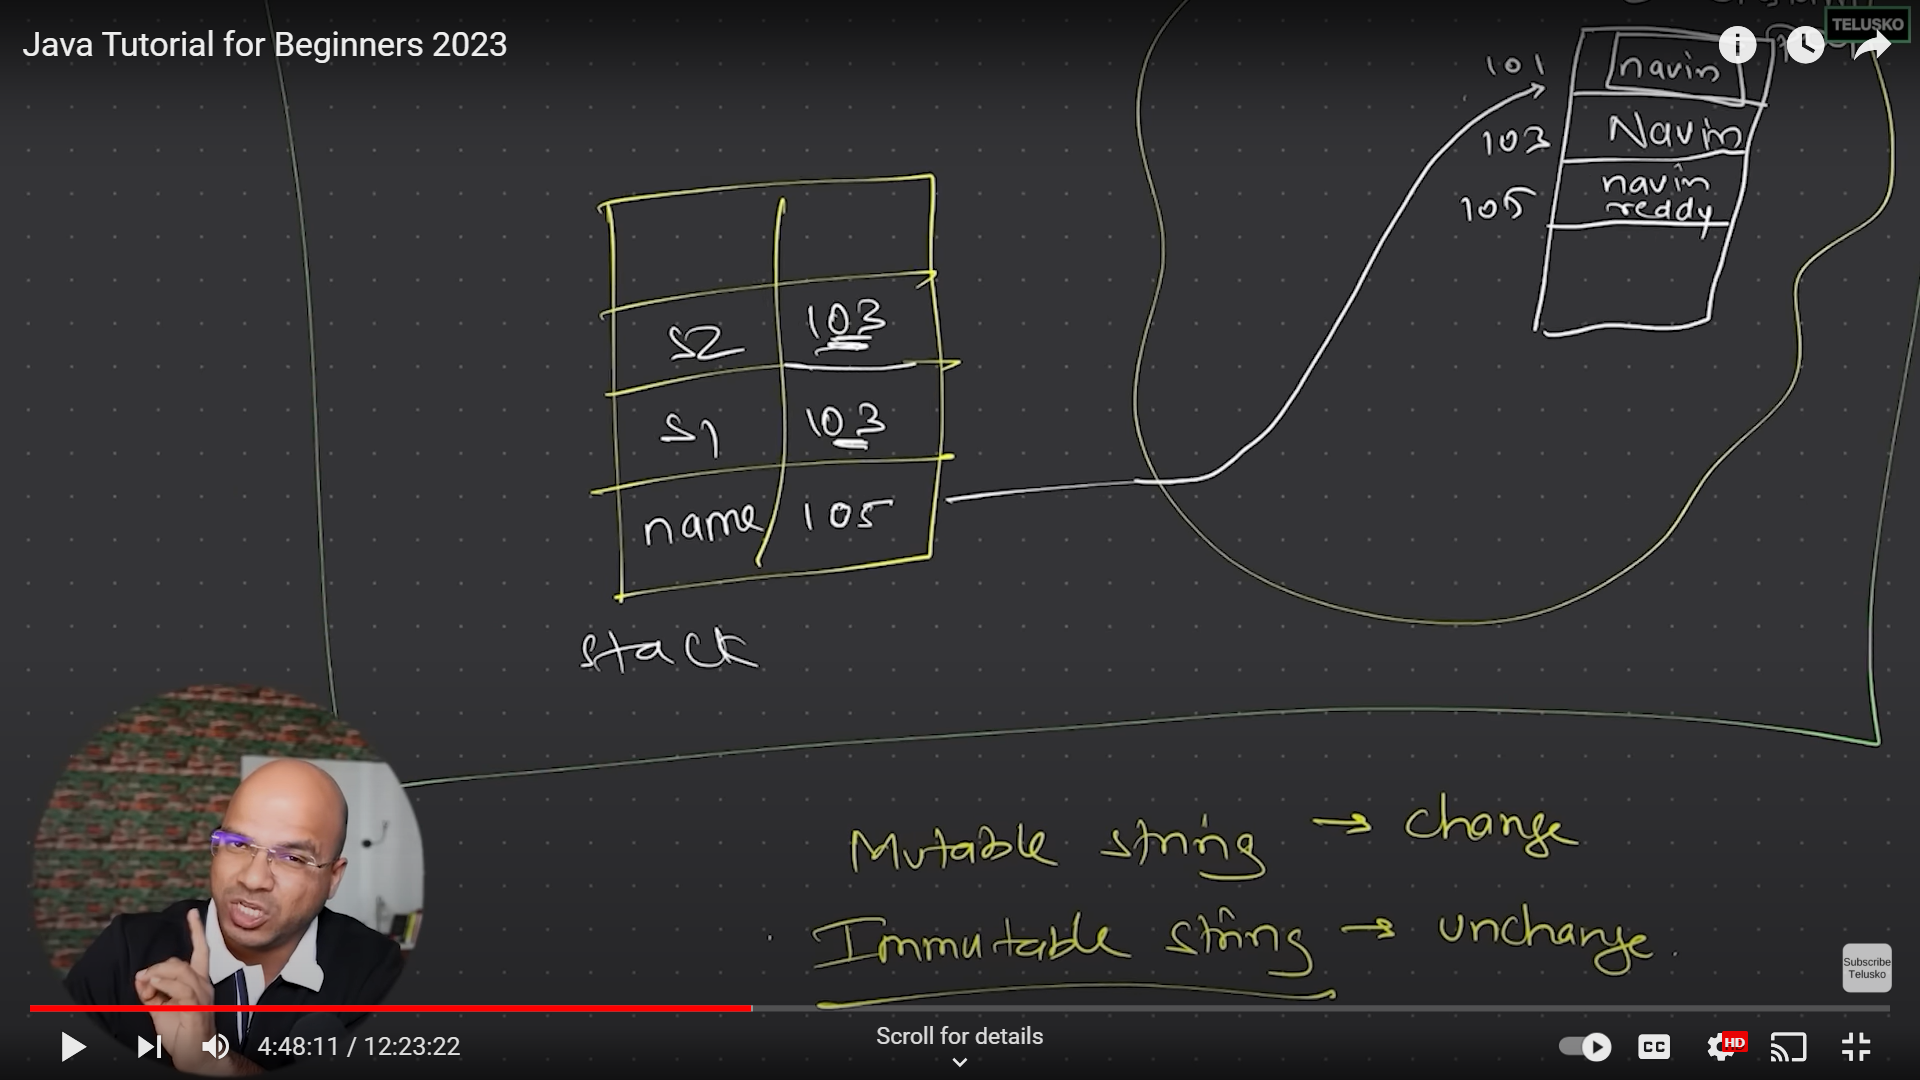 Java Tutorial for Beginners 2023
TELUSKO
101 navin
103 Navin
105 navin
reddy
S2 103
S1 103
name 105
stack
Mutable string → change
Immutable string → unchange
Subscribe
Telusko
Scroll for details
4:48:11 / 12:23:22
CC
HD